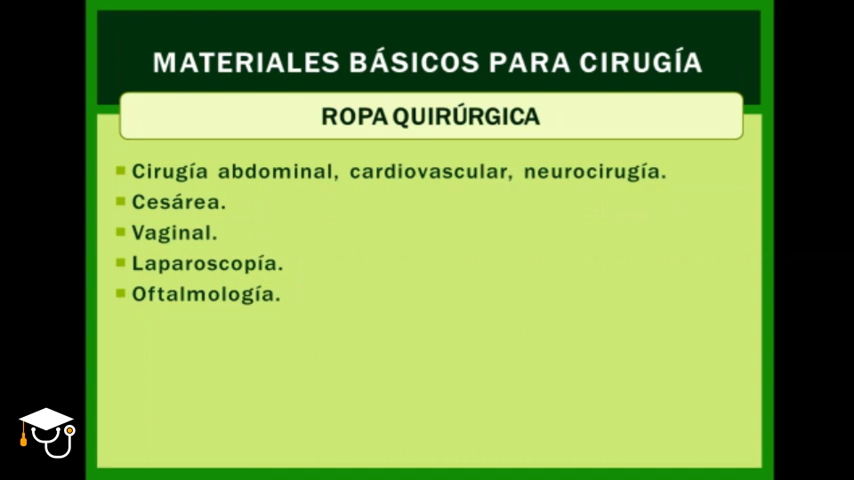 MATERIALES BÁSICOS PARA CIRUGÍA
ROPA QUIRÚRGICA
Cirugía abdominal, cardiovascular, neurocirugía.
Cesárea.
Vaginal.
Laparoscopía.
Oftalmología.